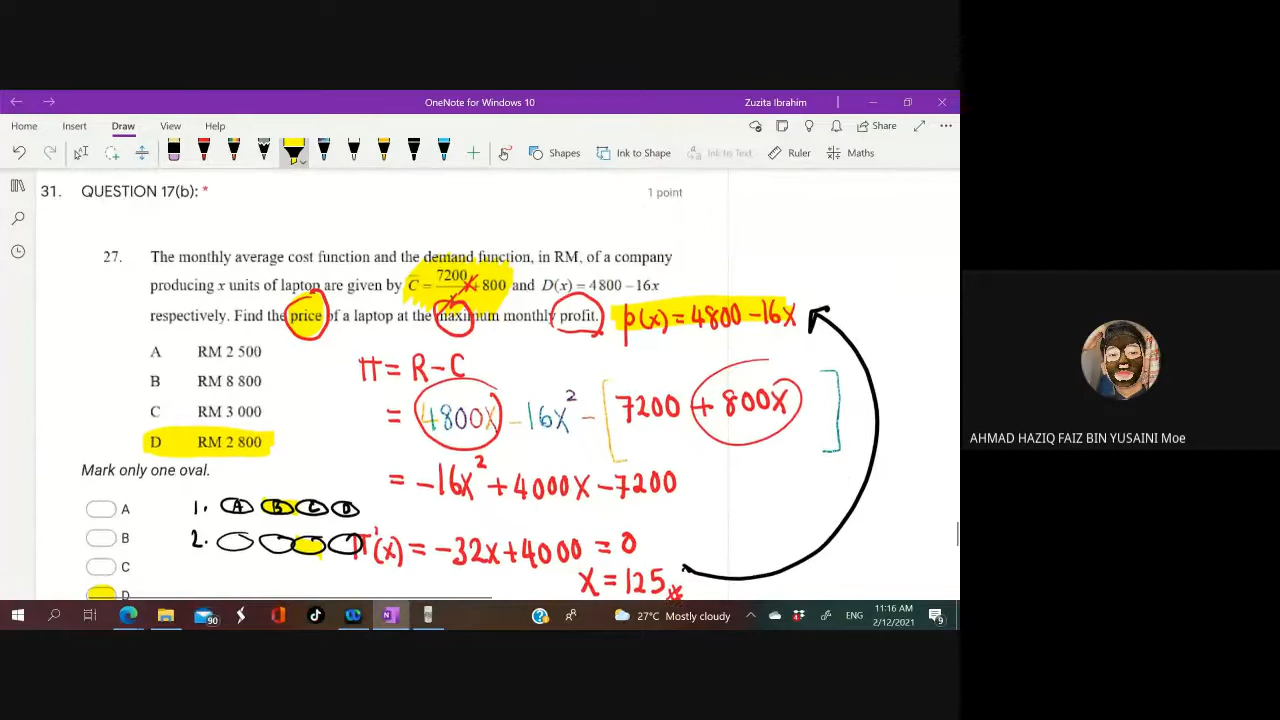 OneNote for Windows 10
Zuzita Ibrahim
Home Insert Draw View Help
Share
Shapes Ink to Shape Ink to Text Ruler Maths
31. QUESTION 17(b): *
1 point
27. The monthly average cost function and the demand function, in RM, of a company
producing x units of laptop are given by C̄ = 7200/x + 800 and D(x) = 4800 – 16x
respectively. Find the price of a laptop at the maximum monthly profit.
p(x) = 4800 – 16x
A RM 2 500
B RM 8 800
C RM 3 000
D RM 2 800
π = R – C
= 4800x – 16x² – [7200 + 800x]
= –16x² + 4000x – 7200
π'(x) = –32x + 4000 = 0
x = 125
Mark only one oval.
A
B
C
D
1. A B C D
2.
AHMAD HAZIQ FAIZ BIN YUSAINI Moe
90
27°C Mostly cloudy
ENG
11:16 AM
2/12/2021
9